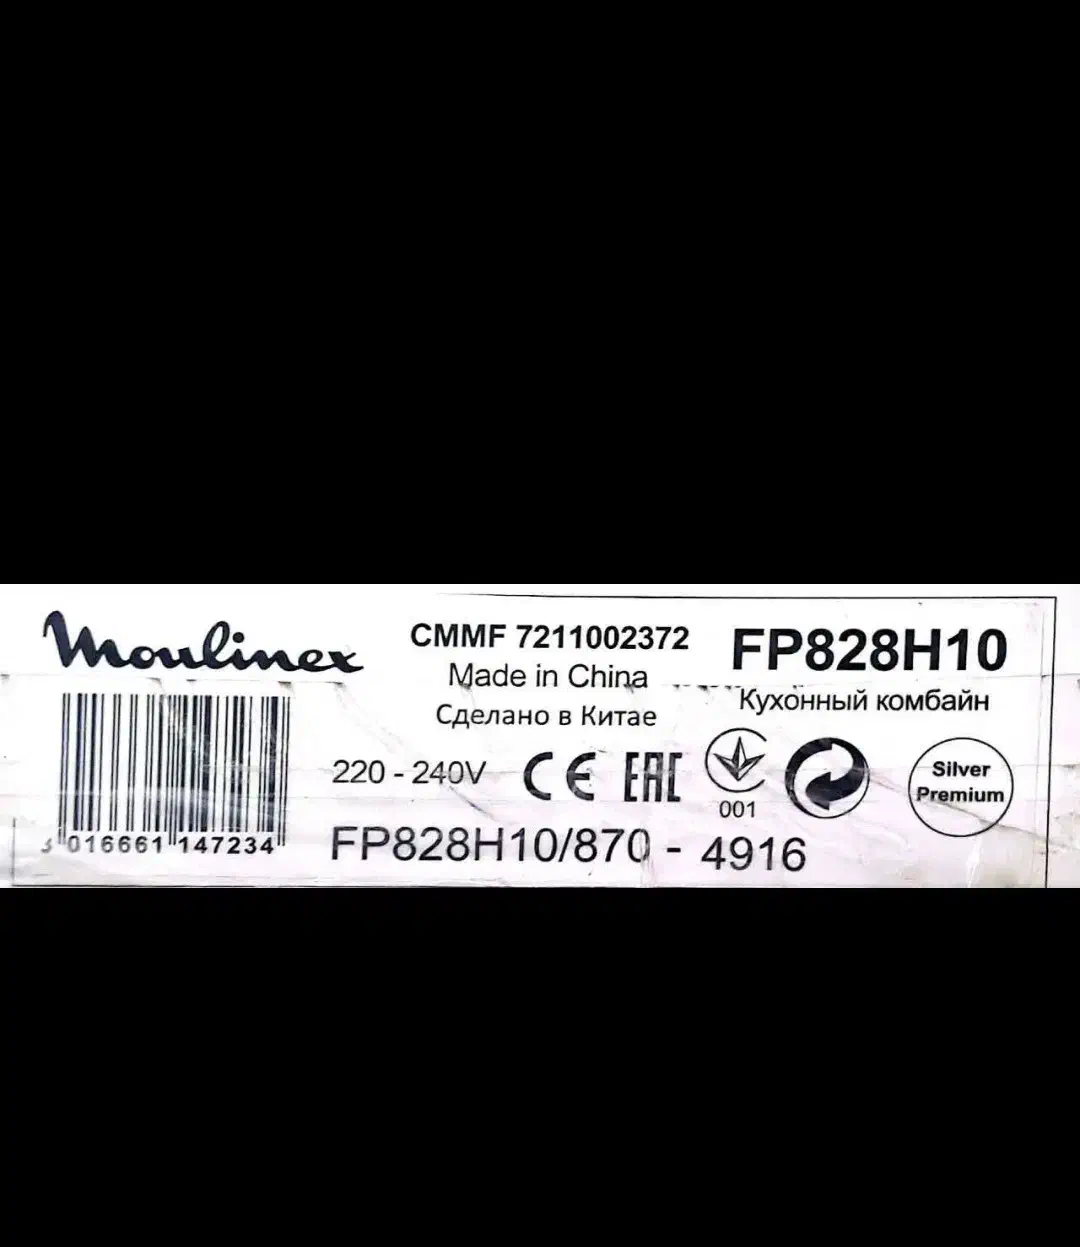 Moulinex
CMMF 7211002372
Made in China
Сделано в Китае
FP828H10
Кухонный комбайн
220 - 240V
CE EAC
001
Silver
Premium
3 016661 147234
FP828H10/870 - 4916